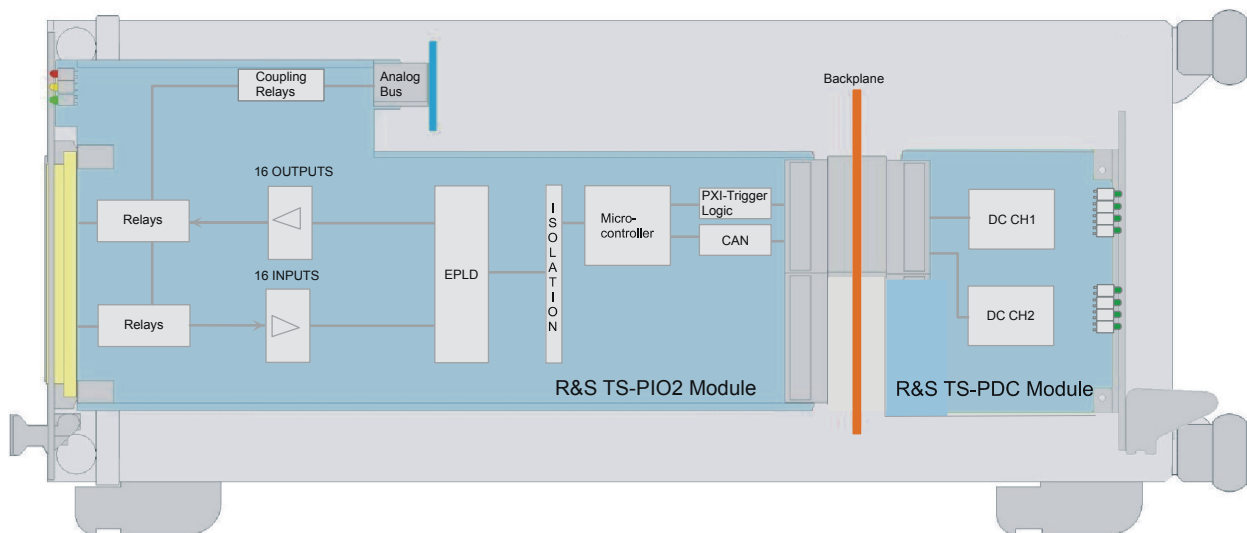 Coupling
Relays
Analog
Bus
Backplane
16 OUTPUTS
Relays
16 INPUTS
Relays
EPLD
ISOLATION
Micro-
controller
PXI-Trigger
Logic
CAN
DC CH1
DC CH2
R&S TS-PIO2 Module
R&S TS-PDC Module